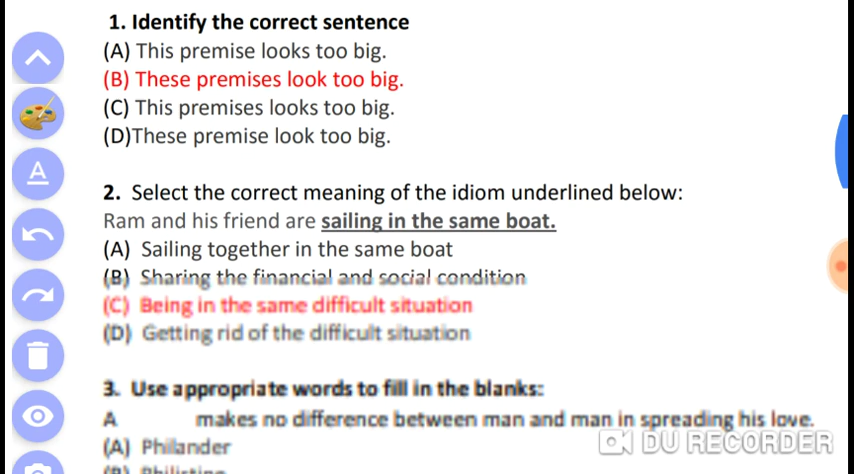 1. Identify the correct sentence
(A) This premise looks too big.
(B) These premises look too big.
(C) This premises looks too big.
(D)These premise look too big.
A
2. Select the correct meaning of the idiom underlined below:
Ram and his friend are sailing in the same boat.
(A) Sailing together in the same boat
(B) Sharing the financial and social condition
(C) Being in the same difficult situation
(D) Getting rid of the difficult situation
3. Use appropriate words to fill in the blanks:
A makes no difference between man and man in spreading his love.
(A) Philander
DU RECORDER